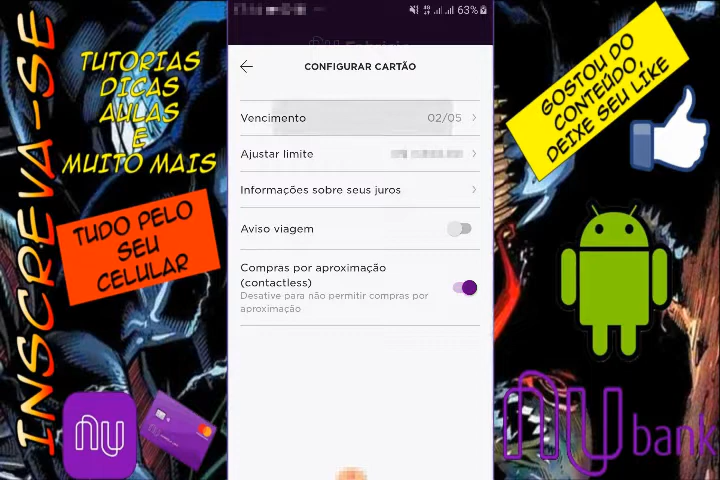 INSCREVA-SE
TUTORIAS
DICAS
AULAS
E
MUITO MAIS
TUDO PELO
SEU
CELULAR
nu
63%
CONFIGURAR CARTÃO
Vencimento 02/05
Ajustar limite
Informações sobre seus juros
Aviso viagem
Compras por aproximação
(contactless)
Desative para não permitir compras por
aproximação
GOSTOU DO
CONTEÚDO,
DEIXE SEU LIKE
nu bank